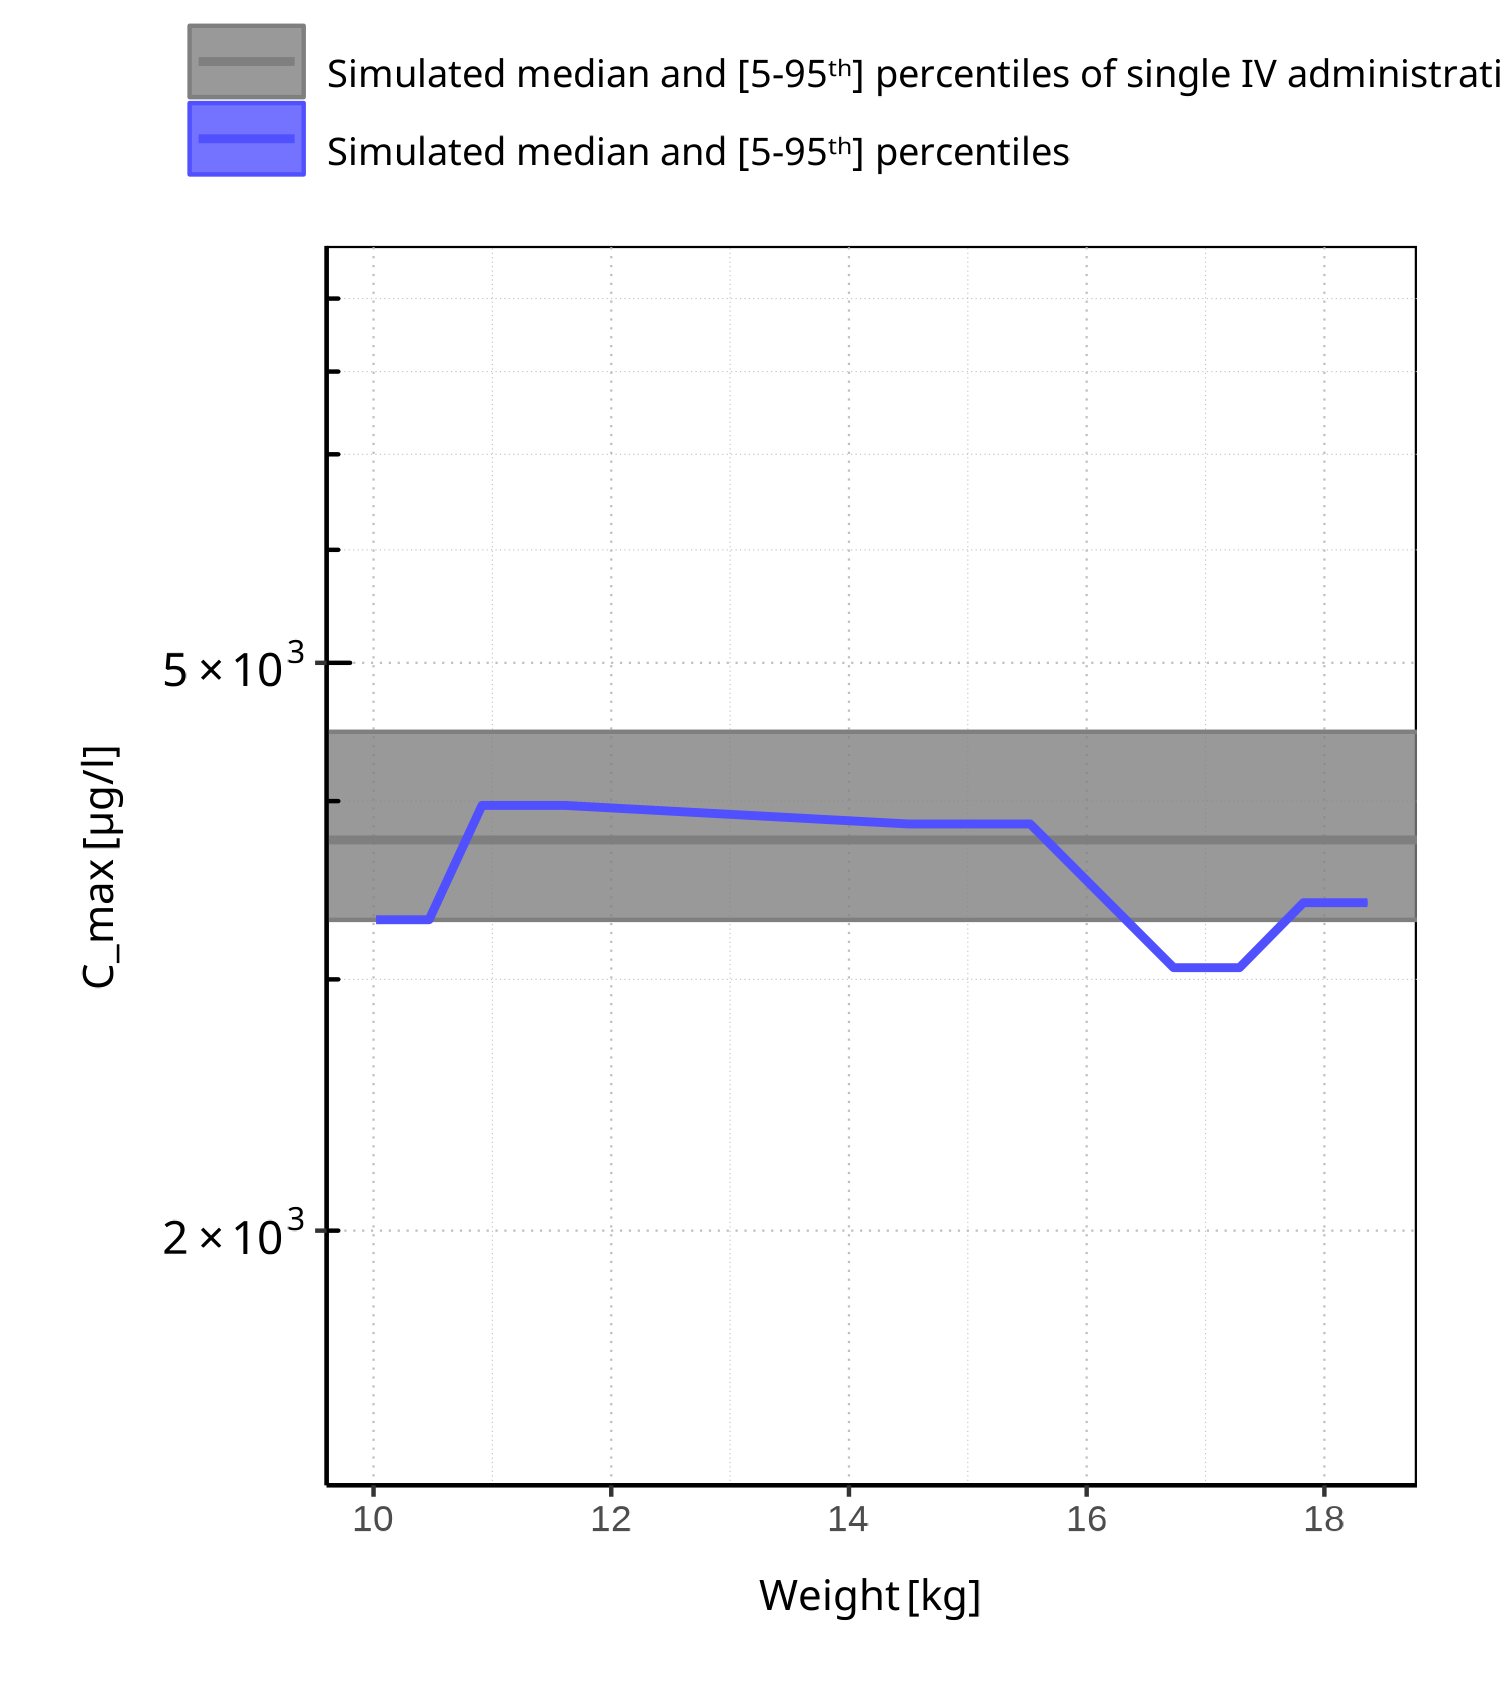 Simulated median and [5-95ᵗʰ] percentiles of single IV administrati
Simulated median and [5-95ᵗʰ] percentiles
5 × 10³
C_max [µg/l]
2 × 10³
10 12 14 16 18
Weight [kg]